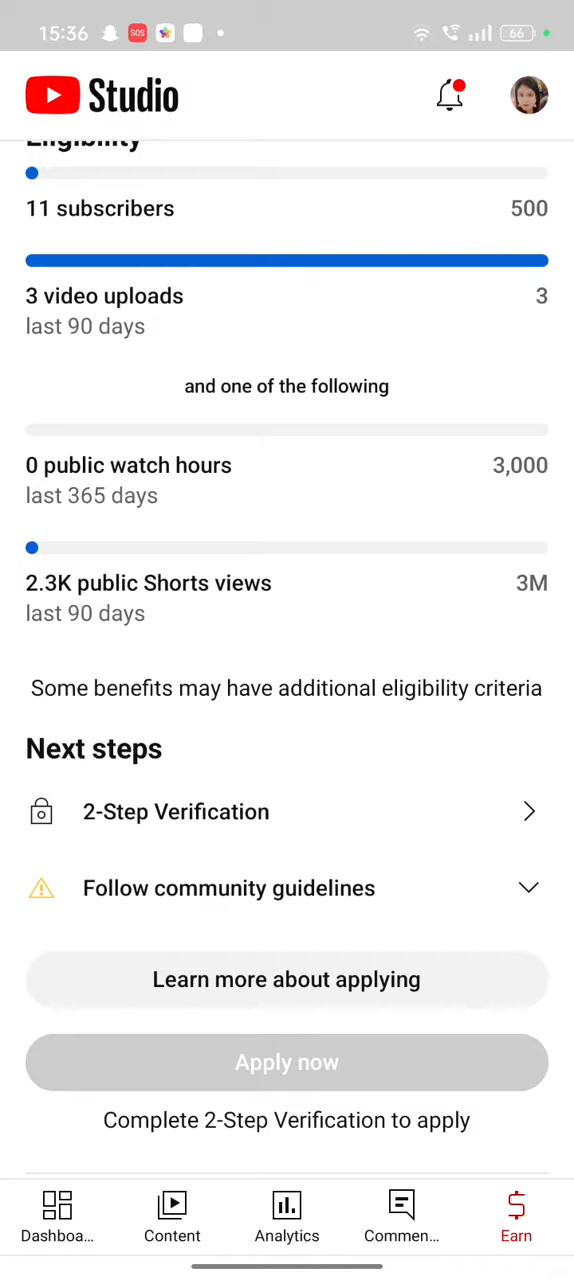 15:36 SOS 66
Studio
Eligibility
11 subscribers 500
3 video uploads 3
last 90 days
and one of the following
0 public watch hours 3,000
last 365 days
2.3K public Shorts views 3M
last 90 days
Some benefits may have additional eligibility criteria
Next steps
2-Step Verification
Follow community guidelines
Learn more about applying
Apply now
Complete 2-Step Verification to apply
Dashboa... Content Analytics Commen... Earn